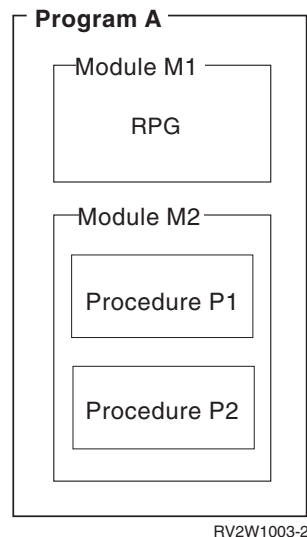 Program A
Module M1
RPG
Module M2
Procedure P1
Procedure P2
RV2W1003-2